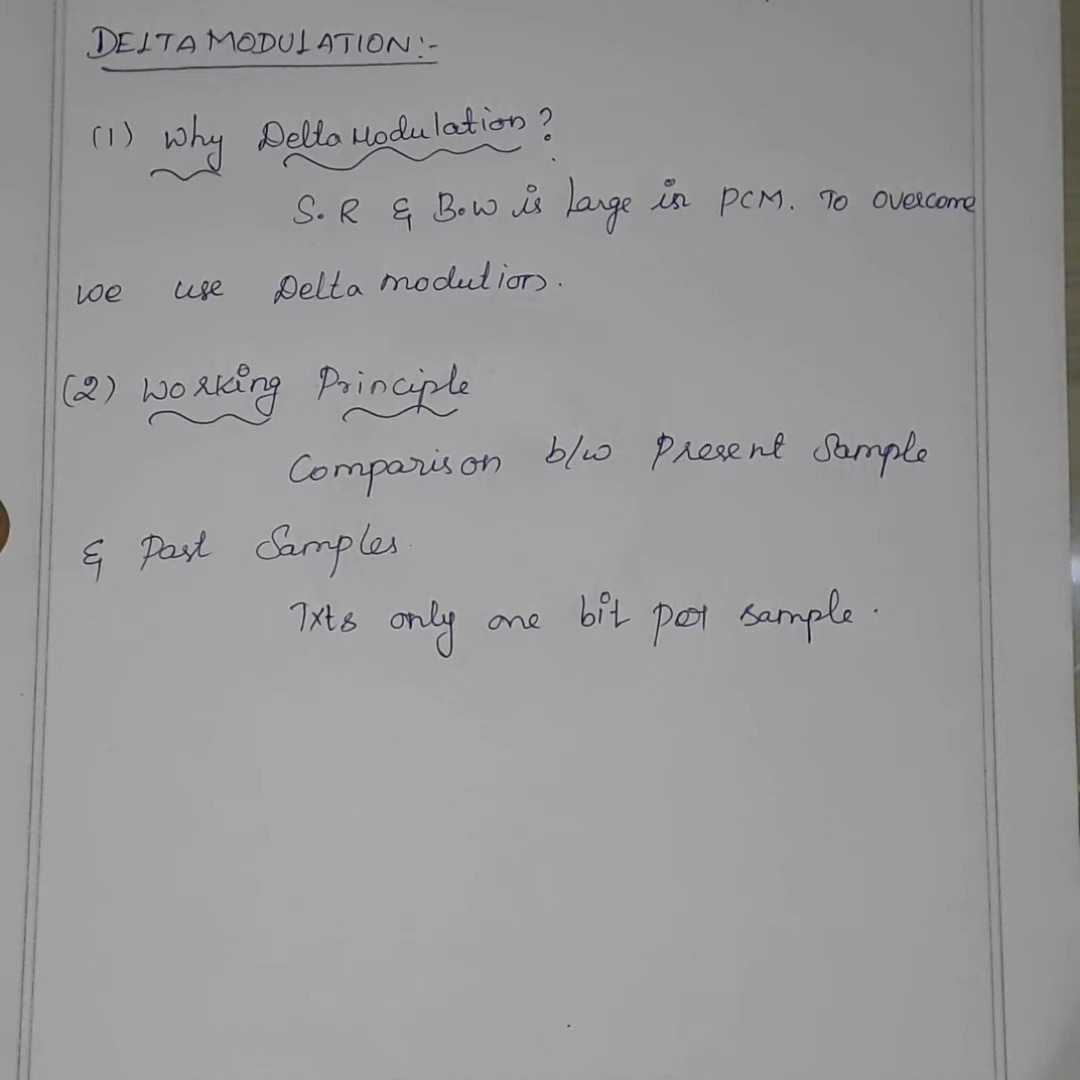 DELTA MODULATION:-
(1) Why Delta Modulation?
S.R & B.W is Large in PCM. To overcome
we use Delta modution.
(2) Working Principle
Comparison b/w Present Sample
& Past Samples.
Txts only one bit per sample.